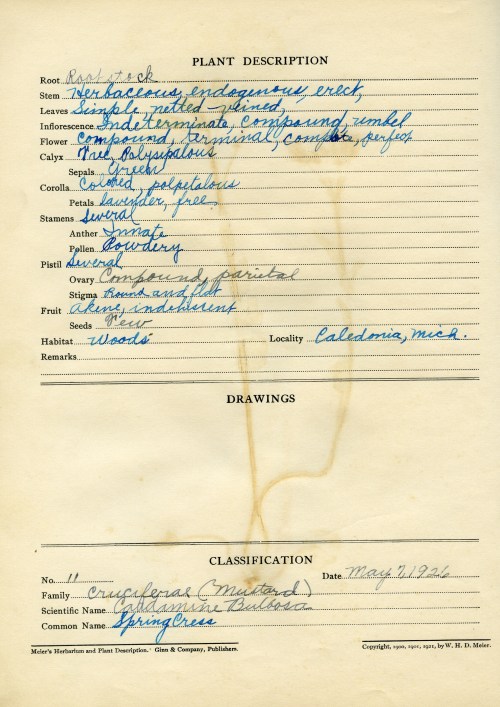 PLANT DESCRIPTION
Root Rootstock
Stem Herbaceous, endogenous, erect,
Leaves Simple, netted-veined,
Inflorescence Indeterminate, compound, umbel
Flower compound, terminal, complete, perfect
Calyx Free, Polysipalous
Sepals Green
Corolla Colored, polpetalous
Petals lavender, free
Stamens Several
Anther Innate
Pollen Powdery
Pistil Several
Ovary Compound, parietal
Stigma Round and flat
Fruit akene, indehiscent
Seeds Few
Habitat Woods Locality Caledonia, Mich.
Remarks
DRAWINGS
CLASSIFICATION
No. 11 Date May 7, 1926
Family Cruciferae (Mustard)
Scientific Name Cardamine Bulbosa
Common Name Spring Cress
Meier's Herbarium and Plant Description. Ginn & Company, Publishers.
Copyright, 1900, 1901, 1921, by W. H. D. Meier.